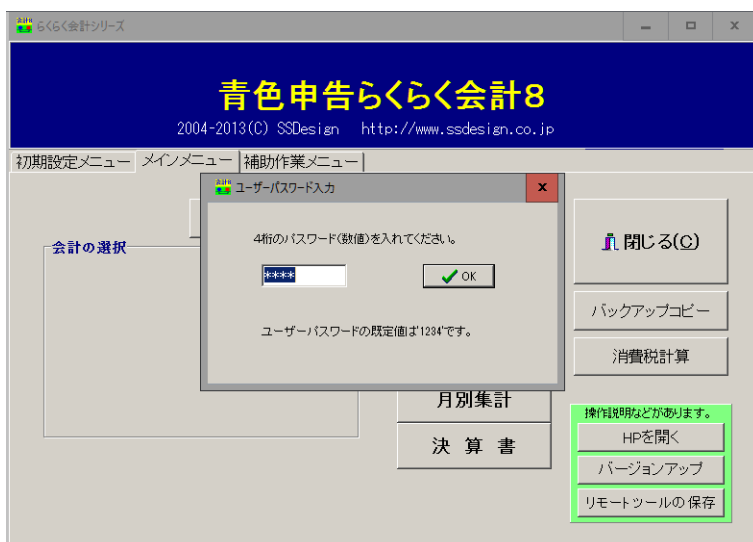 らくらく会計シリーズ
青色申告らくらく会計8
2004-2013(C) SSDesign http://www.ssdesign.co.jp
初期設定メニュー メインメニュー 補助作業メニュー
ユーザーパスワード入力
4桁のパスワード(数値)を入れてください。
****
OK
ユーザーパスワードの既定値は'1234'です。
会計の選択
月別集計
決算書
閉じる(C)
バックアップコピー
消費税計算
操作説明などがあります。
HPを開く
バージョンアップ
リモートツールの保存